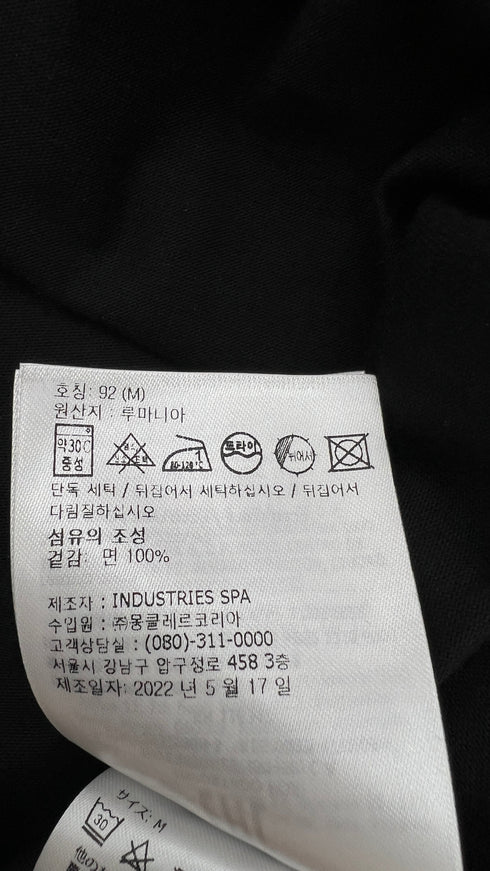 호칭: 92 (M)
원산지 : 루마니아
약30℃
중성
80-120℃
드라이
뉘어서
단독 세탁 / 뒤집어서 세탁하십시오 / 뒤집어서
다림질하십시오
섬유의 조성
겉감: 면 100%
제조자 : INDUSTRIES SPA
수입원 : ㈜몽클레르코리아
고객상담실 : (080)-311-0000
서울시 강남구 압구정로 458 3층
제조일자: 2022 년 5 월 17 일
サイズ: M
30
他の